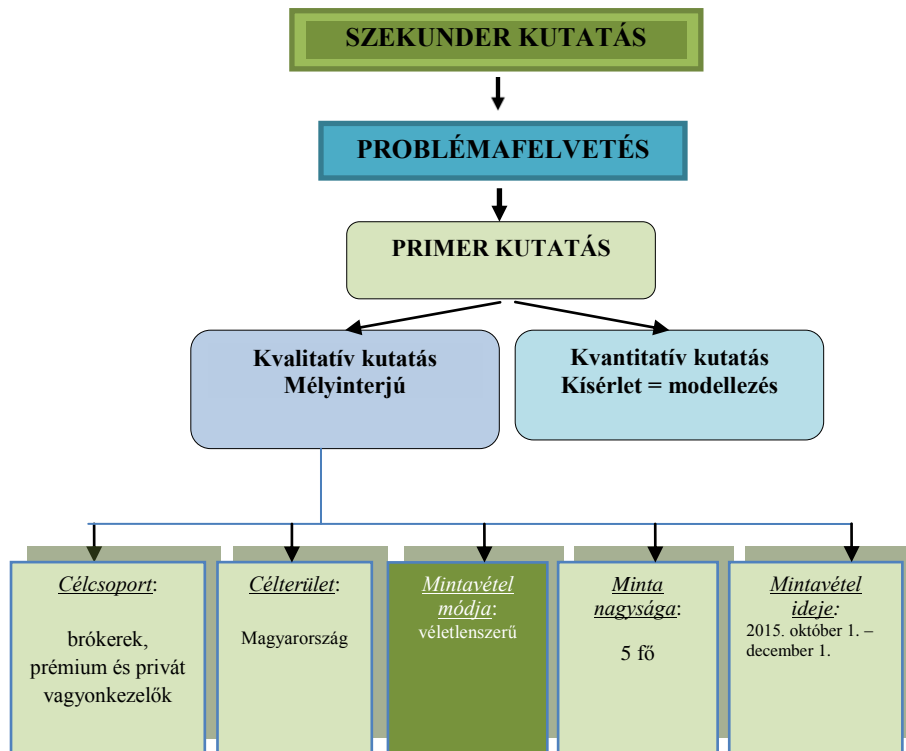 SZEKUNDER KUTATÁS
PROBLÉMAFELVETÉS
PRIMER KUTATÁS
Kvalitatív kutatás
Mélyinterjú
Kvantitatív kutatás
Kísérlet = modellezés
Célcsoport:
brókerek,
prémium és privát
vagyonkezelők
Célterület:
Magyarország
Mintavétel
módja:
véletlenszerű
Minta
nagysága:
5 fő
Mintavétel
ideje:
2015. október 1. –
december 1.